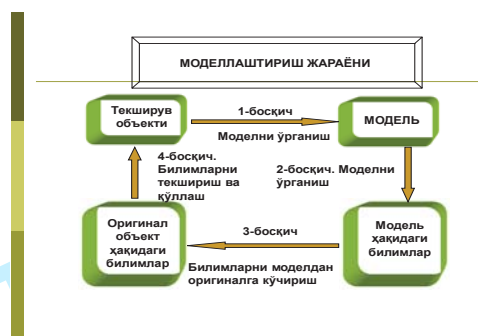 МОДЕЛЛАШТИРИШ ЖАРАЁНИ
Текширув
объекти
1-босқич
Моделни ўрганиш
МОДЕЛЬ
4-босқич.
Билимларни
текшириш ва
қўллаш
2-босқич. Моделни
ўрганиш
Оригинал
объект
ҳақидаги
билимлар
3-босқич
Билимларни моделдан
оригиналга кўчириш
Модель
ҳақидаги
билимлар